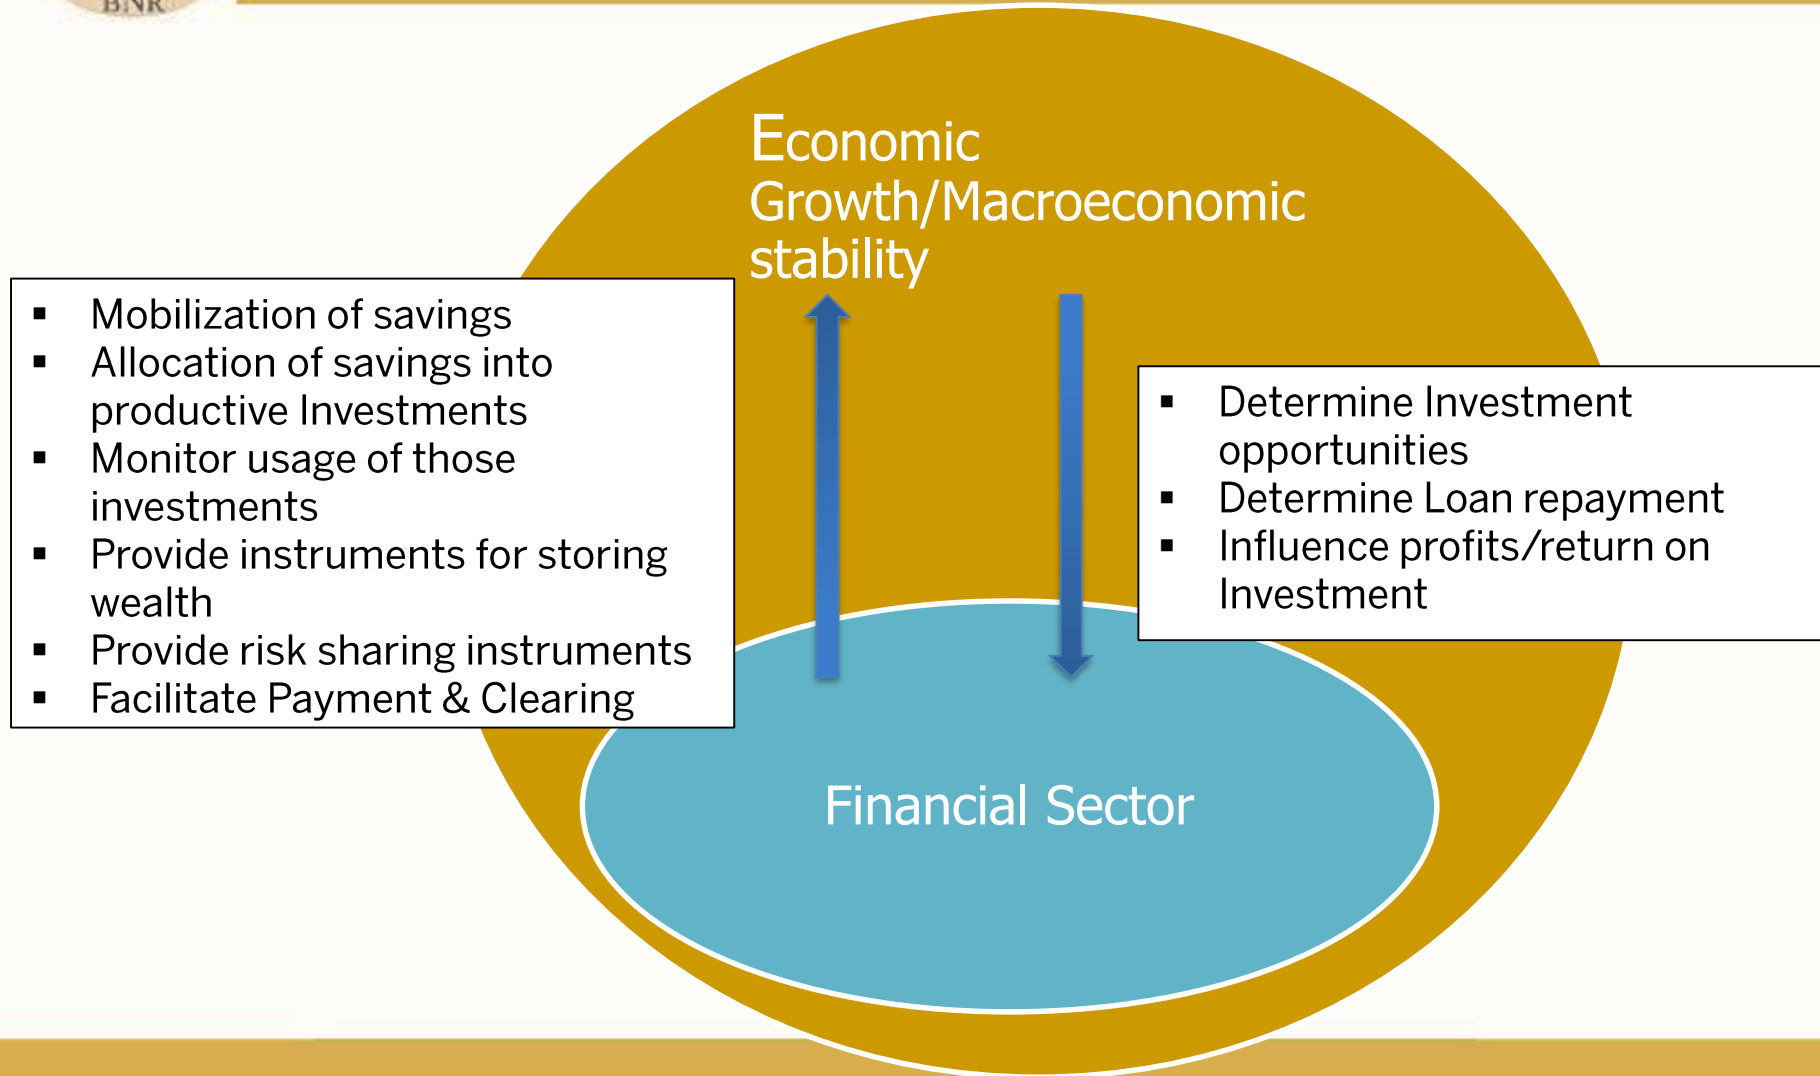 BNR
Economic
Growth/Macroeconomic
stability
▪ Mobilization of savings
▪ Allocation of savings into
productive Investments
▪ Monitor usage of those
investments
▪ Provide instruments for storing
wealth
▪ Provide risk sharing instruments
▪ Facilitate Payment & Clearing
▪ Determine Investment
opportunities
▪ Determine Loan repayment
▪ Influence profits/return on
Investment
Financial Sector